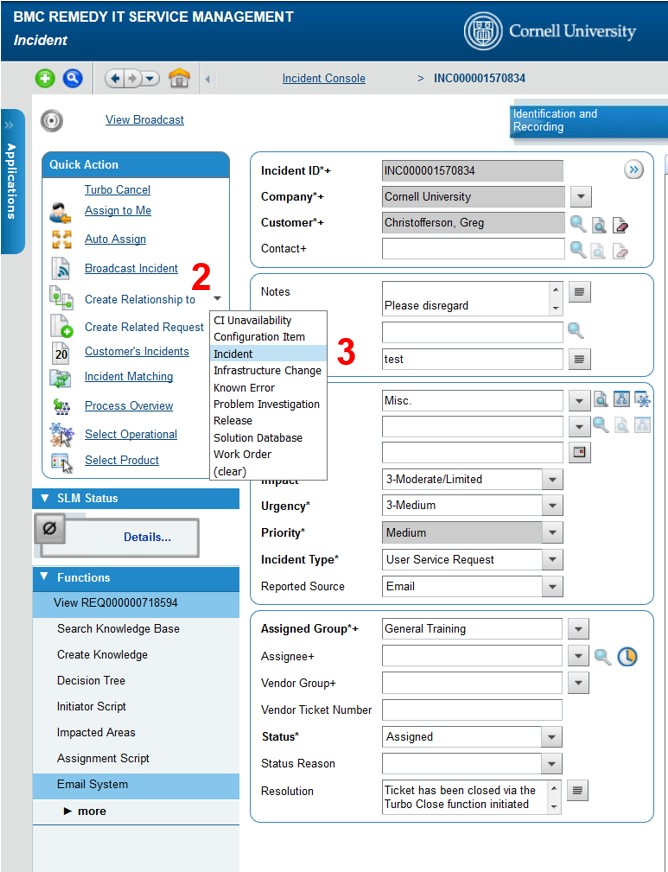 BMC REMEDY IT SERVICE MANAGEMENT
Incident
Cornell University
Incident Console
> INC000001570834
Applications
View Broadcast
Identification and
Recording
Quick Action
Turbo Cancel
Assign to Me
Auto Assign
Broadcast Incident
2
Create Relationship to
Create Related Request
20
Customer's Incidents
Incident Matching
Process Overview
Select Operational
Select Product
CI Unavailability
Configuration Item
Incident
3
Infrastructure Change
Known Error
Problem Investigation
Release
Solution Database
Work Order
(clear)
SLM Status
Details...
Functions
View REQ000000718594
Search Knowledge Base
Create Knowledge
Decision Tree
Initiator Script
Impacted Areas
Assignment Script
Email System
more
Incident ID*+
INC000001570834
Company*+
Cornell University
Customer*+
Christofferson, Greg
Contact+
Notes
Please disregard
test
Misc.
Impact
3-Moderate/Limited
Urgency*
3-Medium
Priority*
Medium
Incident Type*
User Service Request
Reported Source
Email
Assigned Group*+
General Training
Assignee+
Vendor Group+
Vendor Ticket Number
Status*
Assigned
Status Reason
Resolution
Ticket has been closed via the
Turbo Close function initiated